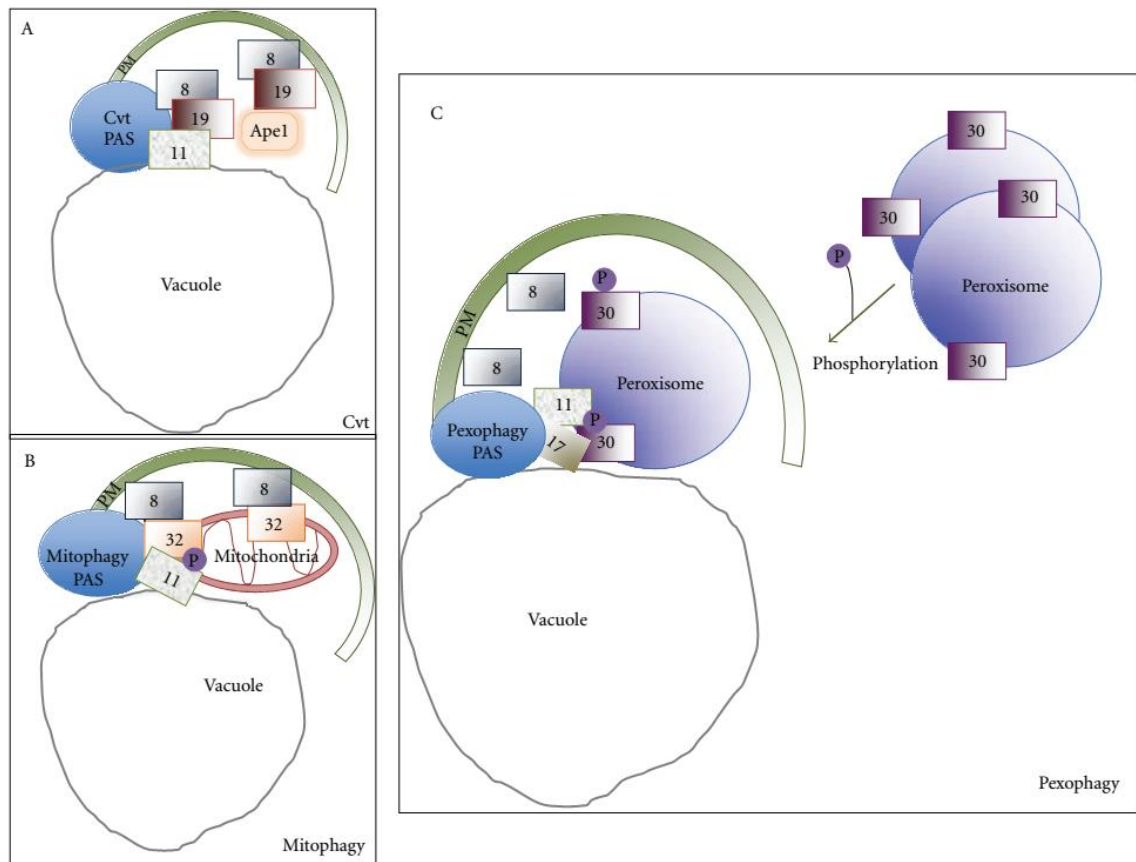 A
PM
8
8
19
19
Cvt
PAS
Ape1
11
Vacuole
Cvt
B
PM
8
8
32
32
P
Mitochondria
Mitophagy
PAS
11
Vacuole
Mitophagy
C
30
30
30
P
Peroxisome
30
Phosphorylation
P
8
30
PM
8
Peroxisome
11
P
Pexophagy
PAS
17
30
Vacuole
Pexophagy